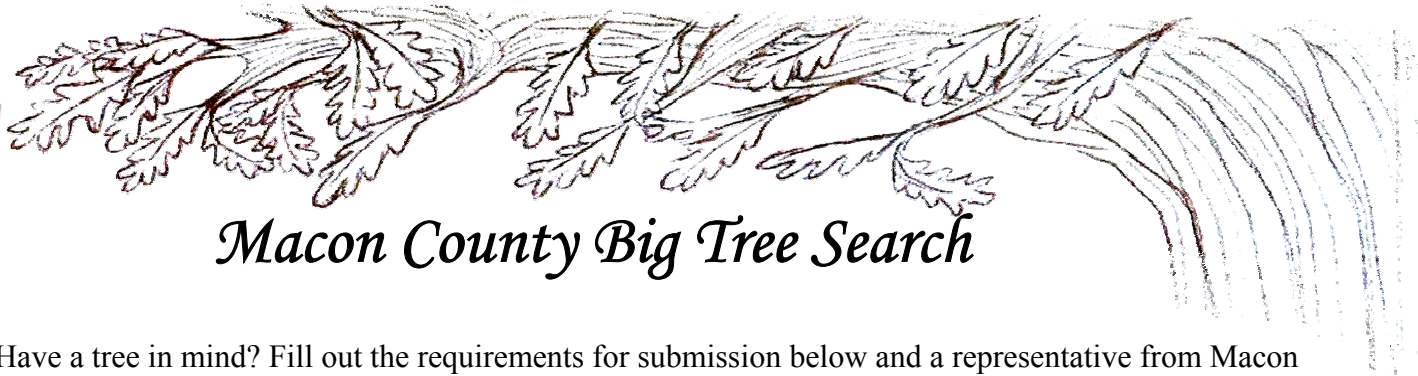 Macon County Big Tree Search
Have a tree in mind? Fill out the requirements for submission below and a representative from Macon